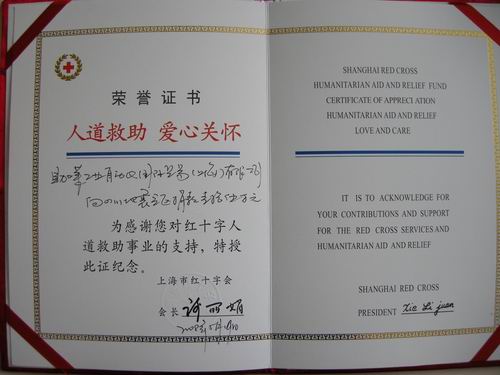 荣誉证书
人道救助 爱心关怀
为感谢您对红十字人
道救助事业的支持，特授
此证纪念。
上海市红十字会
会长
SHANGHAI RED CROSS
HUMANITARIAN AID AND RELIEF FUND
CERTIFICATE OF APPRECIATION
HUMANITARIAN AID AND RELIEF
LOVE AND CARE
IT IS TO ACKNOWLEDGE FOR
YOUR CONTRIBUTIONS AND SUPPORT
FOR THE RED CROSS SERVICES AND
HUMANITARIAN AID AND RELIEF
SHANGHAI RED CROSS
PRESIDENT Xie Li juan